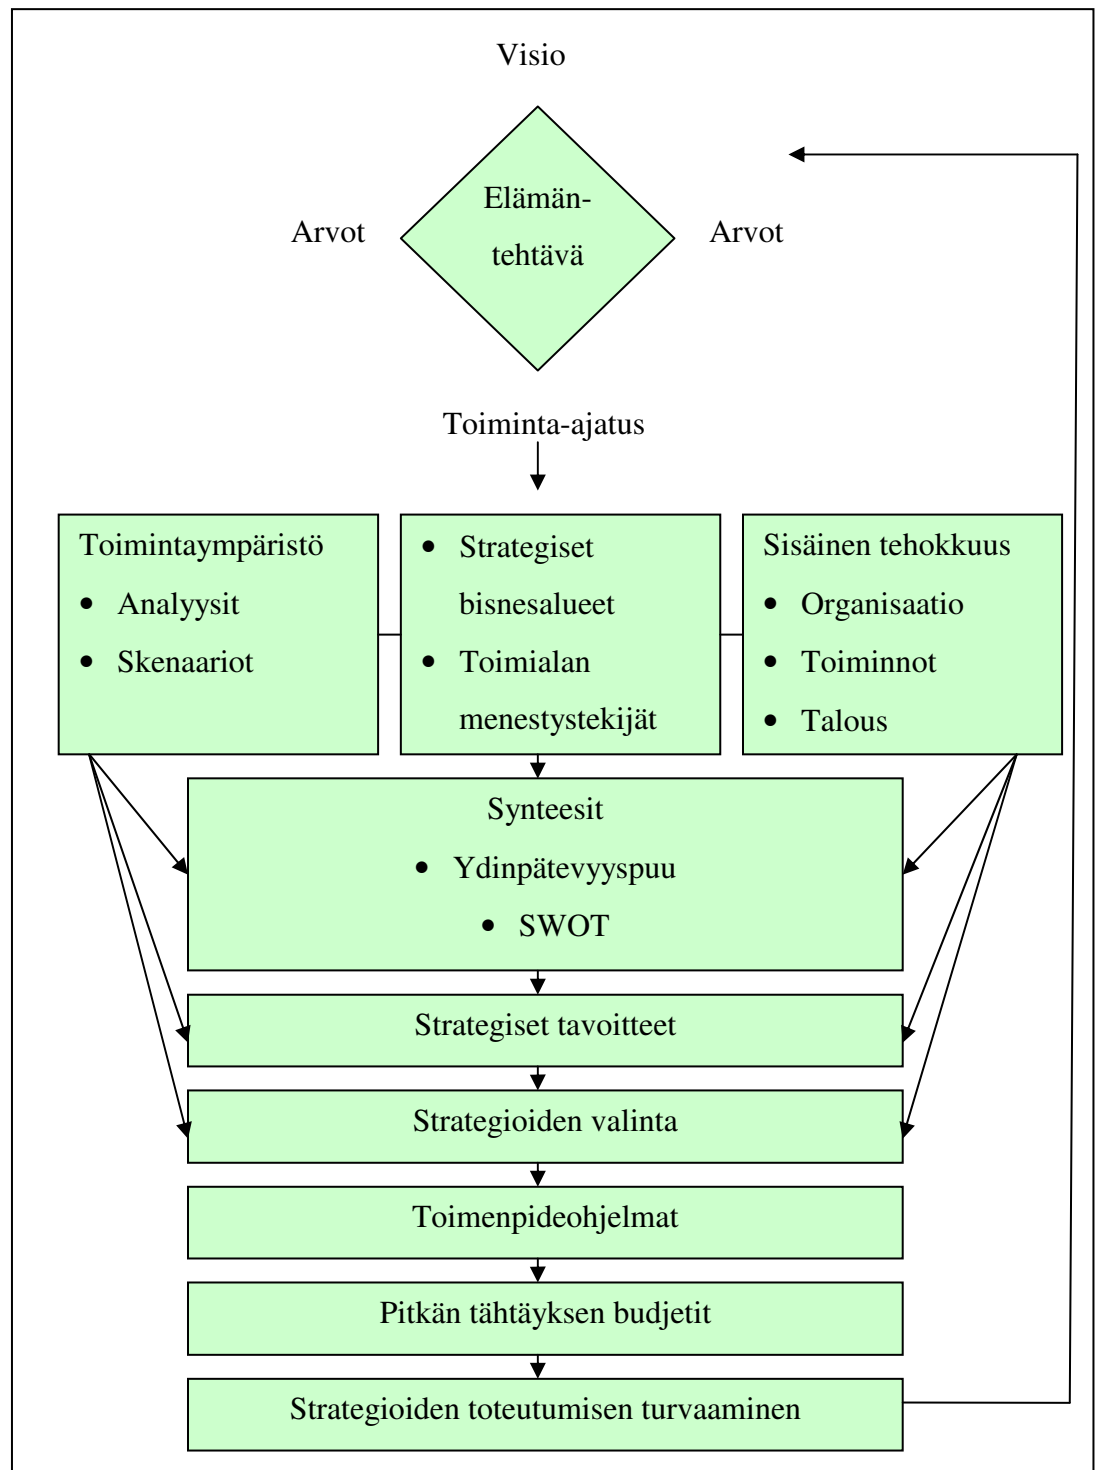 Visio
Elämän-
tehtävä
Arvot
Arvot
Toiminta-ajatus
Toimintaympäristö
• Analyysit
• Skenaariot
• Strategiset
bisnesalueet
• Toimialan
menestystekijät
Sisäinen tehokkuus
• Organisaatio
• Toiminnot
• Talous
Synteesit
• Ydinpätevyyspuu
• SWOT
Strategiset tavoitteet
Strategioiden valinta
Toimenpideohjelmat
Pitkän tähtäyksen budjetit
Strategioiden toteutumisen turvaaminen